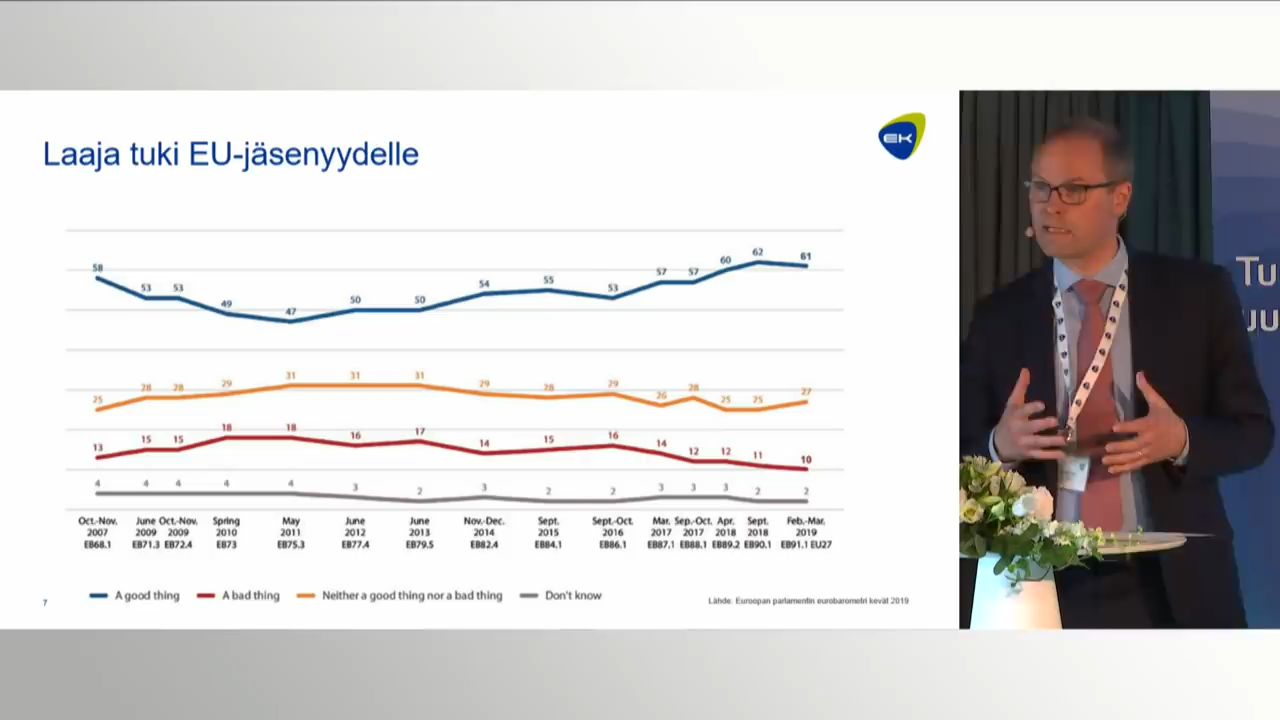 Laaja tuki EU-jäsenyydelle
EK
58 53 53 49 47 50 50 54 55 53 57 57 60 62 61
25 28 28 29 31 31 31 29 28 29 26 28 25 25 27
13 15 15 18 18 16 17 14 15 16 14 12 12 11 10
4 4 4 4 4 3 2 3 2 2 3 3 3 2 2
Oct.-Nov. June Oct.-Nov. Spring May June June Nov.-Dec. Sept. Sept.-Oct. Mar. Sep.-Oct. Apr. Sept. Feb.-Mar.
2007 2009 2009 2010 2011 2012 2013 2014 2015 2016 2017 2017 2018 2018 2019
EB68.1 EB71.3 EB72.4 EB73 EB75.3 EB77.4 EB79.5 EB82.4 EB84.1 EB86.1 EB87.1 EB88.1 EB89.2 EB90.1 EB91.1 EU27
A good thing A bad thing Neither a good thing nor a bad thing Don't know
7
Lähde: Euroopan parlamentin eurobarometri kevät 2019
Tu
uu